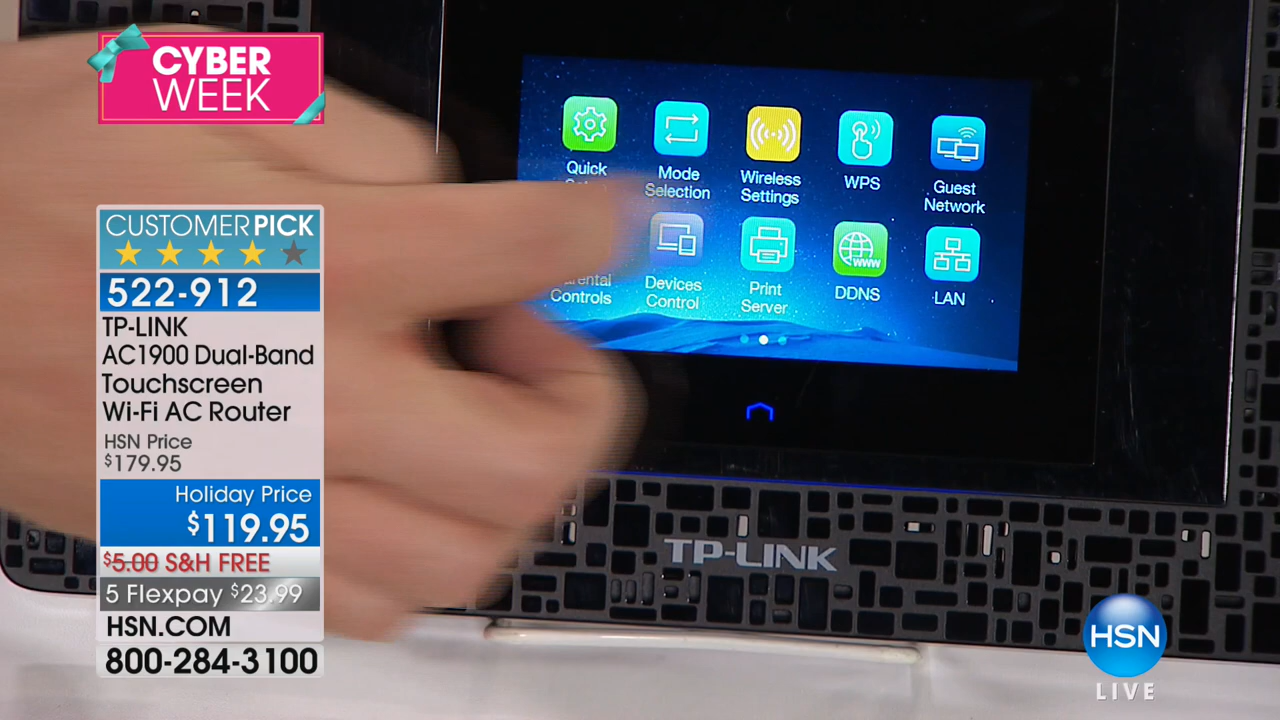 CYBER
WEEK
CUSTOMER PICK
522-912
TP-LINK
AC1900 Dual-Band
Touchscreen
Wi-Fi AC Router
HSN Price
$179.95
Holiday Price
$119.95
$5.00 S&H FREE
5 Flexpay $23.99
HSN.COM
800-284-3100
Quick
Mode
Selection
Wireless
Settings
WPS
Guest
Network
Controls
Devices
Control
Print
Server
WWW
DDNS
LAN
TP-LINK
HSN
LIVE